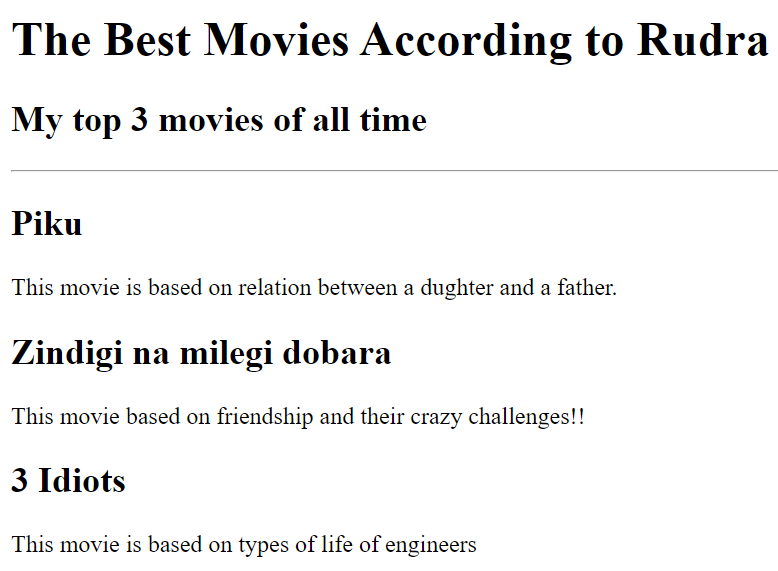 The Best Movies According to Rudra
My top 3 movies of all time
Piku
This movie is based on relation between a dughter and a father.
Zindigi na milegi dobara
This movie based on friendship and their crazy challenges!!
3 Idiots
This movie is based on types of life of engineers